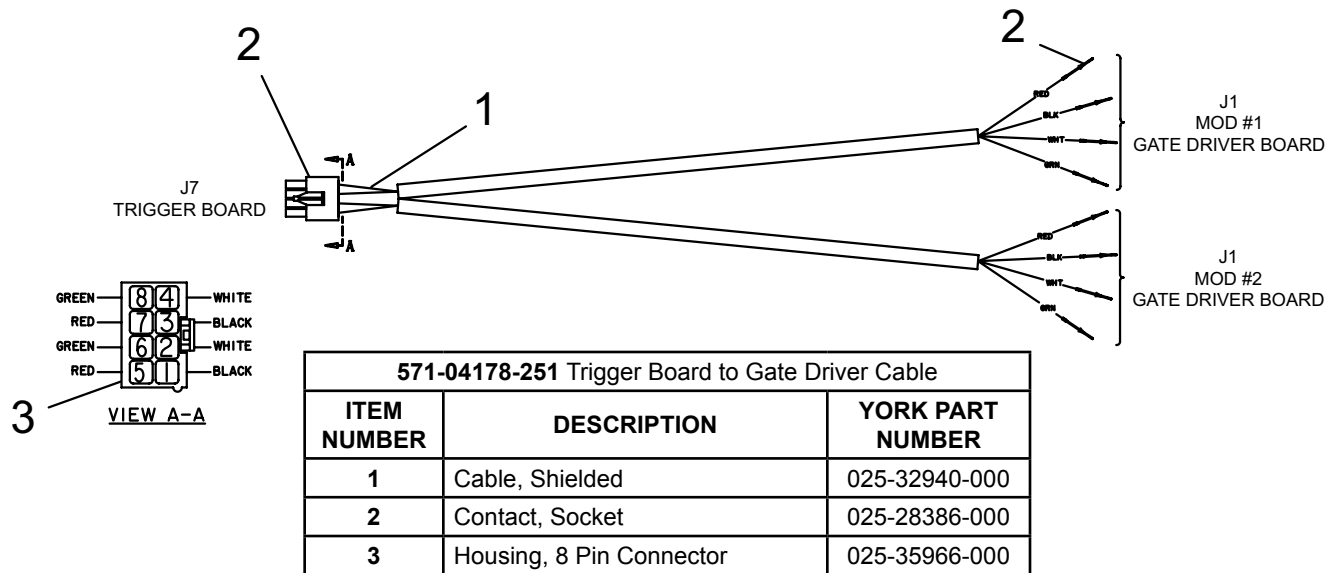 2
2
1
RED
BLK
WHT
GRN
J1
MOD #1
GATE DRIVER BOARD
A
J7
TRIGGER BOARD
A
RED
BLK
WHT
GRN
J1
MOD #2
GATE DRIVER BOARD
GREEN 8 4 WHITE
RED 7 3 BLACK
GREEN 6 2 WHITE
RED 5 1 BLACK
3
VIEW A-A
571-04178-251 Trigger Board to Gate Driver Cable
ITEM NUMBER DESCRIPTION YORK PART NUMBER
1 Cable, Shielded 025-32940-000
2 Contact, Socket 025-28386-000
3 Housing, 8 Pin Connector 025-35966-000